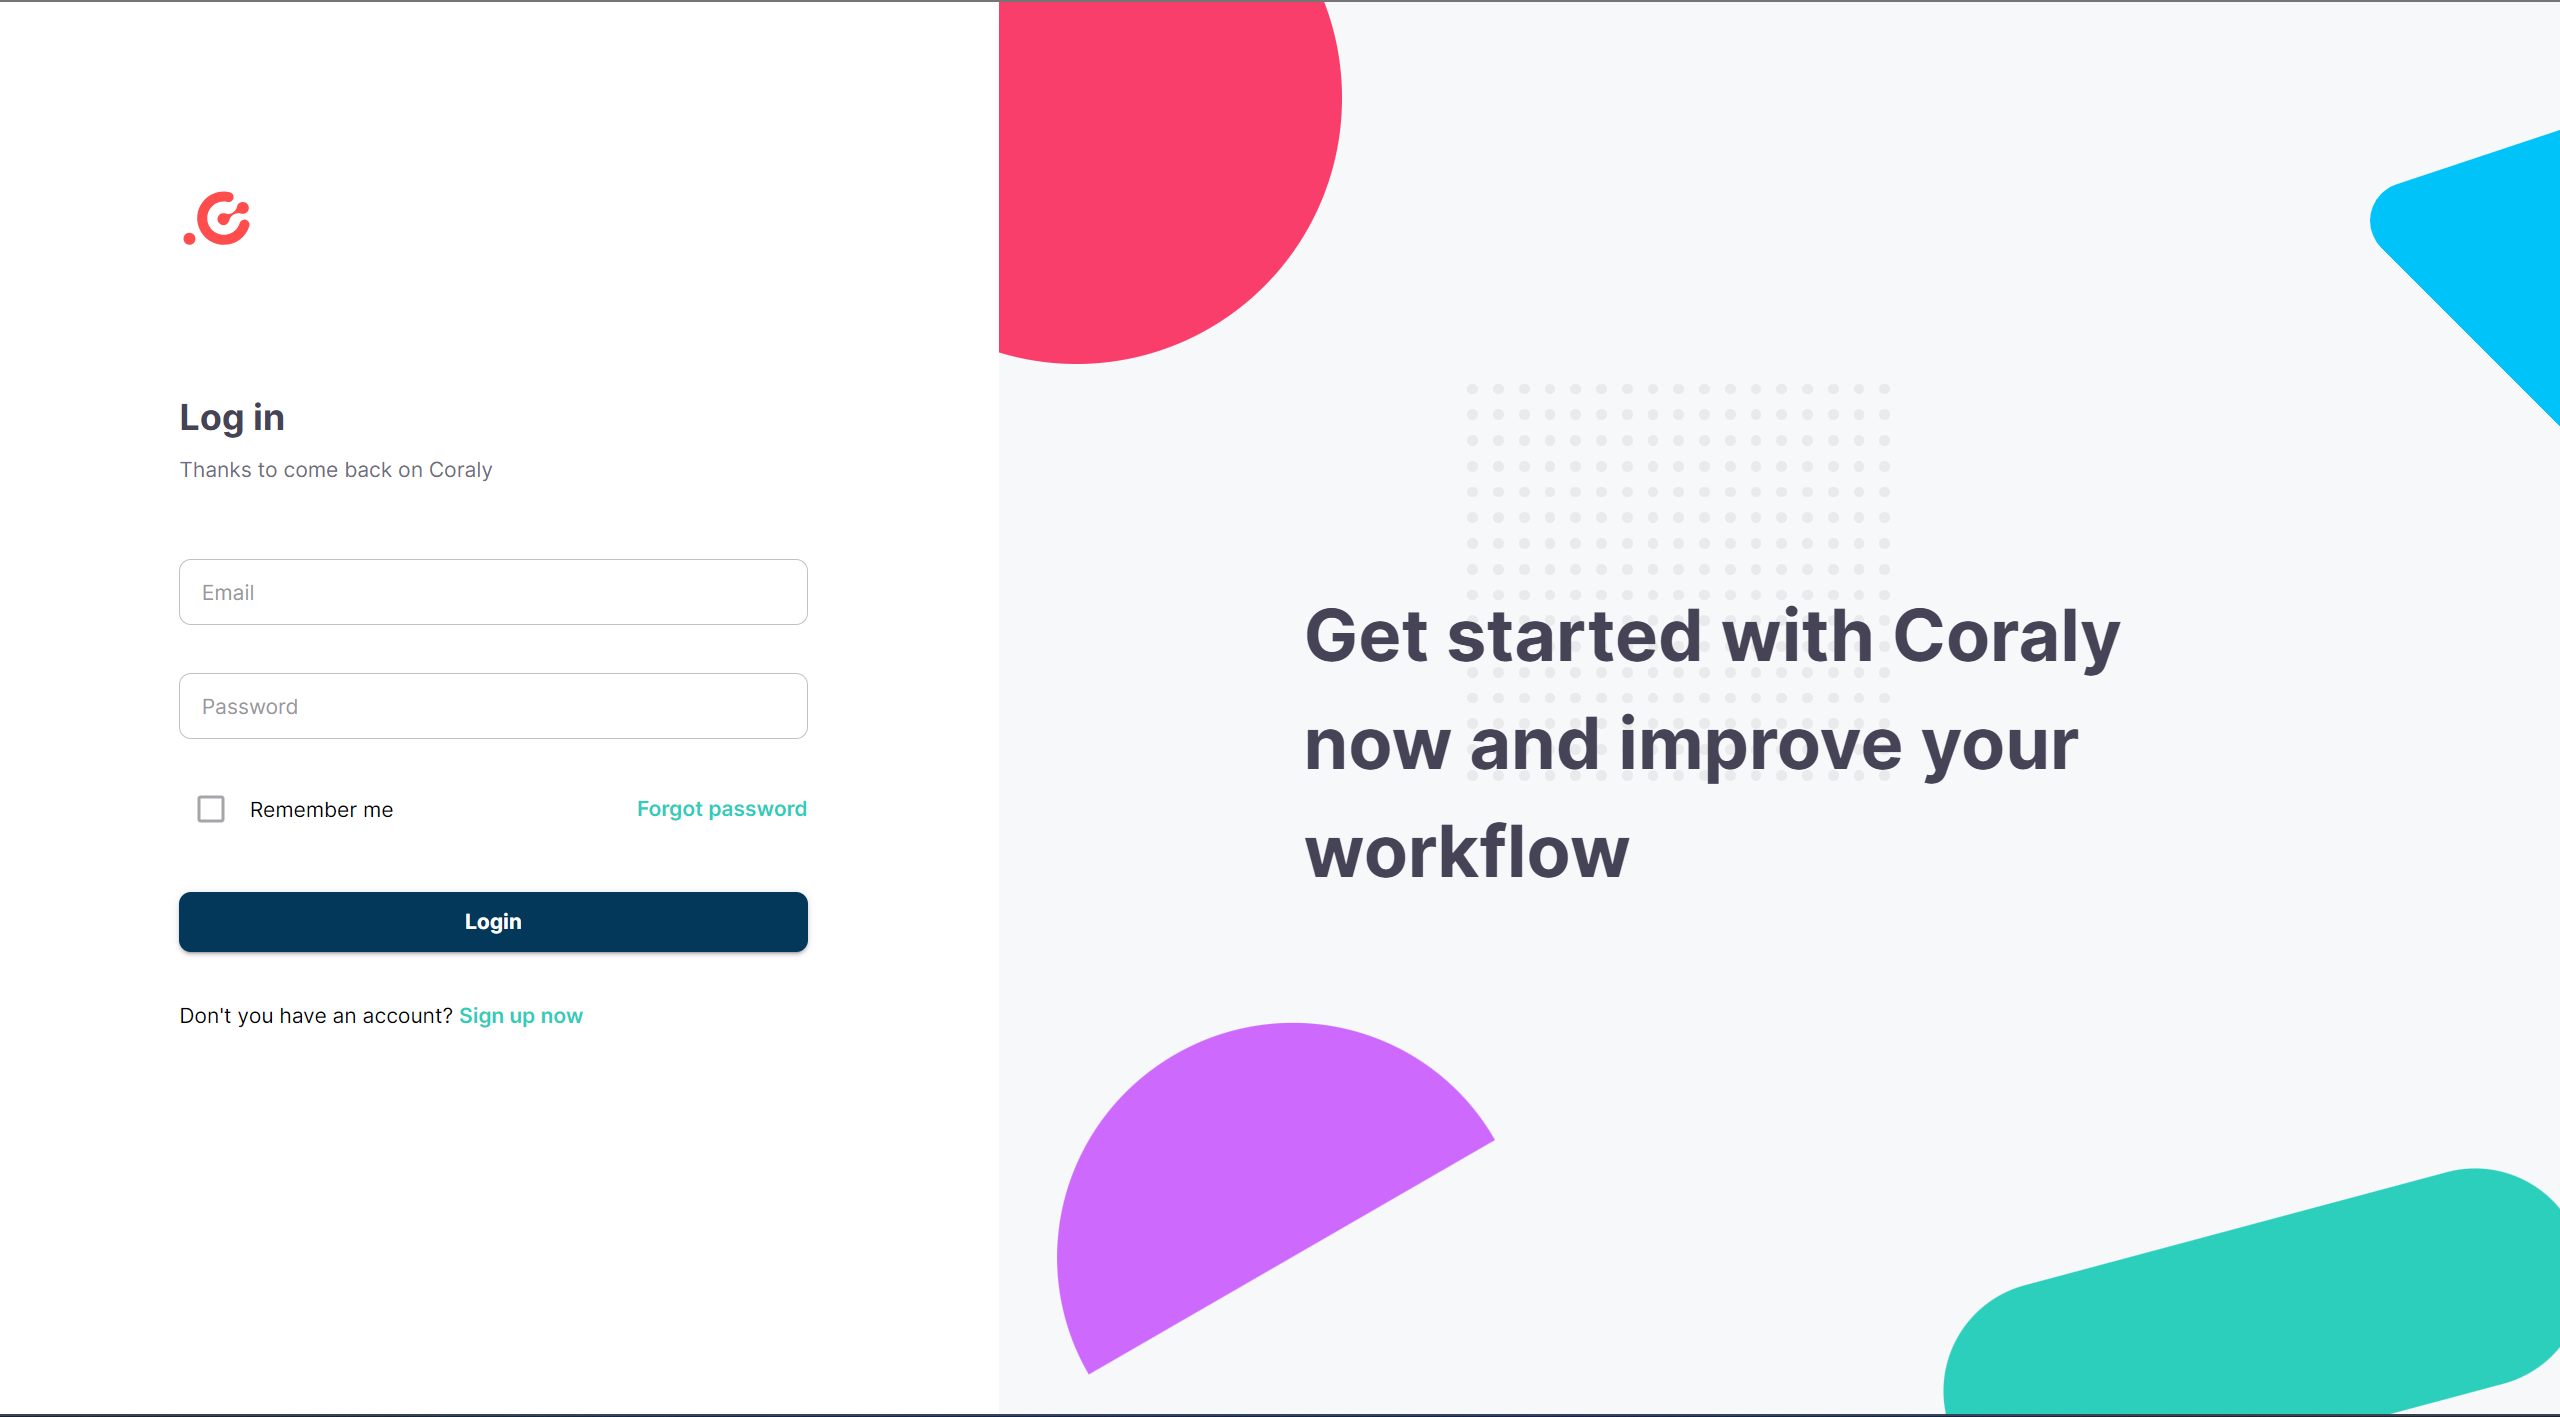 Log in
Thanks to come back on Coraly
Email
Password
Remember me
Forgot password
Login
Don't you have an account? Sign up now
Get started with Coraly
now and improve your
workflow